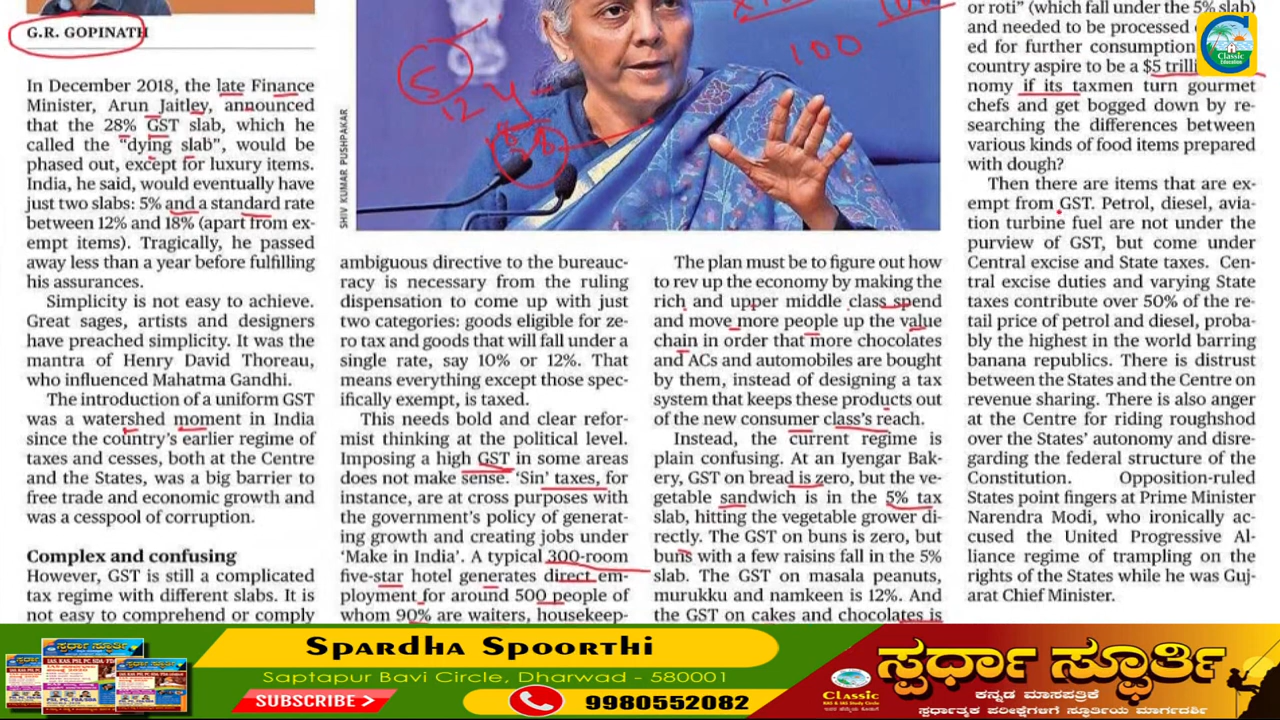 G.R. GOPINATH
In December 2018, the late Finance
Minister, Arun Jaitley, announced
that the 28% GST slab, which he
called the “dying slab”, would be
phased out, except for luxury items.
India, he said, would eventually have
just two slabs: 5% and a standard rate
between 12% and 18% (apart from ex-
empt items). Tragically, he passed
away less than a year before fulfilling
his assurances.
Simplicity is not easy to achieve.
Great sages, artists and designers
have preached simplicity. It was the
mantra of Henry David Thoreau,
who influenced Mahatma Gandhi.
The introduction of a uniform GST
was a watershed moment in India
since the country’s earlier regime of
taxes and cesses, both at the Centre
and the States, was a big barrier to
free trade and economic growth and
was a cesspool of corruption.
Complex and confusing
However, GST is still a complicated
tax regime with different slabs. It is
not easy to comprehend or comply
5
12
18%
100
SHIV KUMAR PUSHPAKAR
ambiguous directive to the bureauc-
racy is necessary from the ruling
dispensation to come up with just
two categories: goods eligible for ze-
ro tax and goods that will fall under a
single rate, say 10% or 12%. That
means everything except those spec-
ifically exempt, is taxed.
This needs bold and clear refor-
mist thinking at the political level.
Imposing a high GST in some areas
does not make sense. ‘Sin’ taxes, for
instance, are at cross purposes with
the government’s policy of generat-
ing growth and creating jobs under
‘Make in India’. A typical 300-room
five-star hotel generates direct em-
ployment for around 500 people of
whom 90% are waiters, housekeep-
The plan must be to figure out how
to rev up the economy by making the
rich and upper middle class spend
and move more people up the value
chain in order that more chocolates
and ACs and automobiles are bought
by them, instead of designing a tax
system that keeps these products out
of the new consumer class’s reach.
Instead, the current regime is
plain confusing. At an Iyengar Bak-
ery, GST on bread is zero, but the ve-
getable sandwich is in the 5% tax
slab, hitting the vegetable grower di-
rectly. The GST on buns is zero, but
buns with a few raisins fall in the 5%
slab. The GST on masala peanuts,
murukku and namkeen is 12%. And
the GST on cakes and chocolates is
or roti” (which fall under the 5% slab)
and needed to be processed
ed for further consumption
country aspire to be a $5 trilli
nomy if its taxmen turn gourmet
chefs and get bogged down by re-
searching the differences between
various kinds of food items prepared
with dough?
Then there are items that are ex-
empt from GST. Petrol, diesel, avia-
tion turbine fuel are not under the
purview of GST, but come under
Central excise and State taxes. Cen-
tral excise duties and varying State
taxes contribute over 50% of the re-
tail price of petrol and diesel, proba-
bly the highest in the world barring
banana republics. There is distrust
between the States and the Centre on
revenue sharing. There is also anger
at the Centre for riding roughshod
over the States’ autonomy and disre-
garding the federal structure of the
Constitution. Opposition-ruled
States point fingers at Prime Minister
Narendra Modi, who ironically ac-
cused the United Progressive Al-
liance regime of trampling on the
rights of the States while he was Guj-
arat Chief Minister.
Classic
Education
Spardha Spoorthi
Saptapur Bavi Circle, Dharwad - 580001
SUBSCRIBE
9980552082
Classic
KAS & IAS Study Circle
ಸ್ಪರ್ಧಾ ಸ್ಫೂರ್ತಿ
ಕನ್ನಡ ಮಾಸಪತ್ರಿಕೆ
ಸ್ಪರ್ಧಾತ್ಮಕ ಪರೀಕ್ಷೆಗಳಿಗೆ ಸ್ಫೂರ್ತಿಯ ಮಾರ್ಗದರ್ಶಿ